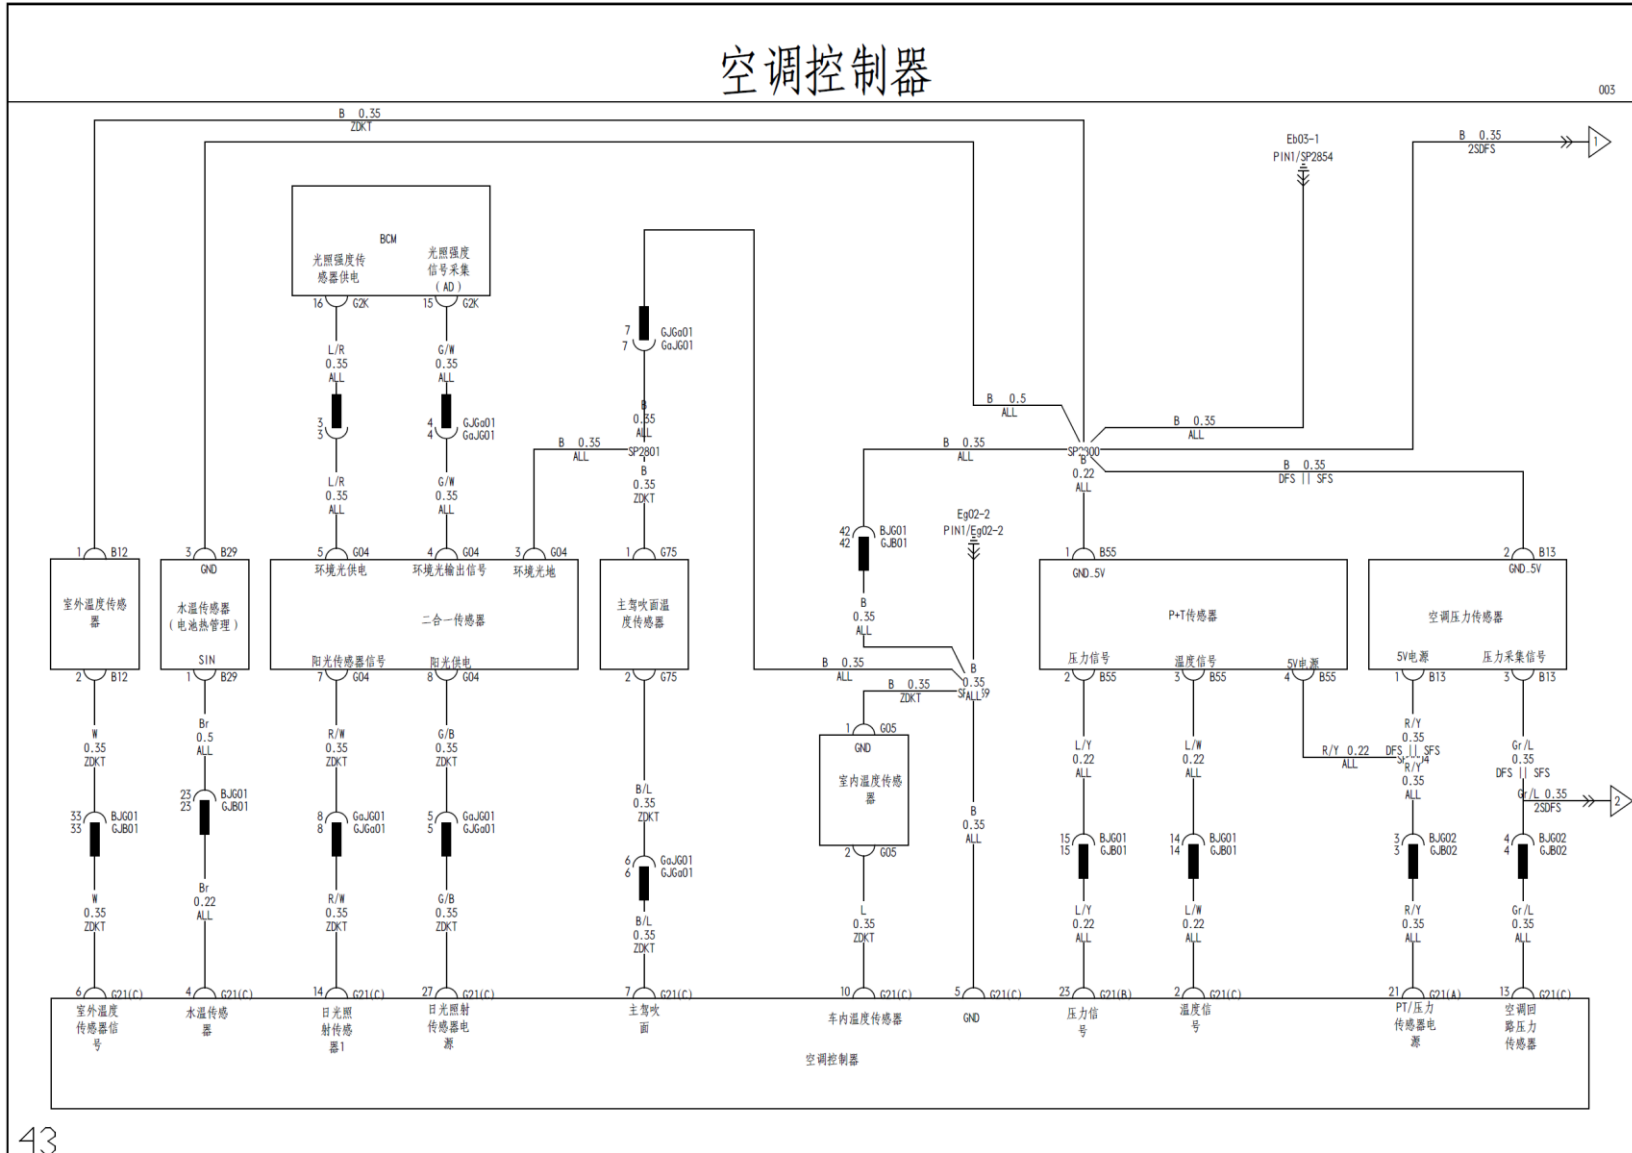 空调控制器
003
B 0.35
ZDKT
B 0.35
2SDFS
1
Eb03-1
PIN1/SP2854
BCM
光照强度传
感器供电
光照强度
信号采集
(AD)
16 G2K
15 G2K
L/R
0.35
ALL
G/W
0.35
ALL
7 GJGa01
7 GaJG01
3
3
4 GJGa01
4 GaJG01
B
0.35
ALL
B 0.35
ALL
SP2801
B 0.5
ALL
B 0.35
ALL
B 0.35
ALL
B
0.22
ALL
B 0.35
DFS || SFS
L/R
0.35
ALL
G/W
0.35
ALL
B
0.35
ZDKT
Eg02-2
PIN1/Eg02-2
42 BJG01
42 GJB01
1 B12
3 B29
5 G04
4 G04
3 G04
1 G75
1 B55
2 B13
GND
环境光供电
环境光输出信号
环境光地
GND_5V
GND_5V
室外温度传感
器
水温传感器
(电池热管理)
二合一传感器
主驾吹面温
度传感器
P+T传感器
空调压力传感器
B
0.35
ALL
SIN
阳光传感器信号
阳光供电
压力信号
温度信号
5V电源
5V电源
压力采集信号
2 B12
1 B29
7 G04
8 G04
2 G75
2 B55
3 B55
4 B55
1 B13
3 B13
B 0.35
ALL
B
0.35
ALL
B 0.35
ZDKT
W
0.35
ZDKT
Br
0.5
ALL
R/W
0.35
ZDKT
G/B
0.35
ZDKT
1 G05
GND
室内温度传感
器
2 G05
L/Y
0.22
ALL
L/W
0.22
ALL
R/Y 0.22
ALL
R/Y
0.35
DFS || SFS
R/Y
0.35
ALL
Gr/L
0.35
DFS || SFS
Gr/L 0.35
2SDFS
2
B/L
0.35
ZDKT
B
0.35
ALL
33 BJG01
33 GJB01
23 BJG01
23 GJB01
8 GaJG01
8 GJGa01
5 GaJG01
5 GJGa01
6 GaJG01
6 GJGa01
15 BJG01
15 GJB01
14 BJG01
14 GJB01
3 BJG02
3 GJB02
4 BJG02
4 GJB02
W
0.35
ZDKT
Br
0.22
ALL
R/W
0.35
ZDKT
G/B
0.35
ZDKT
B/L
0.35
ZDKT
L
0.35
ZDKT
L/Y
0.22
ALL
L/W
0.22
ALL
R/Y
0.35
ALL
Gr/L
0.35
ALL
6 G21(C)
4 G21(C)
14 G21(C)
27 G21(C)
7 G21(C)
10 G21(C)
5 G21(C)
23 G21(B)
2 G21(C)
21 G21(A)
13 G21(C)
室外温度
传感器信
号
水温传感
器
日光照
射传感
器1
日光照射
传感器电
源
主驾吹
面
车内温度传感器
GND
压力信
号
温度信
号
PT/压力
传感器电
源
空调回
路压力
传感器
空调控制器
43